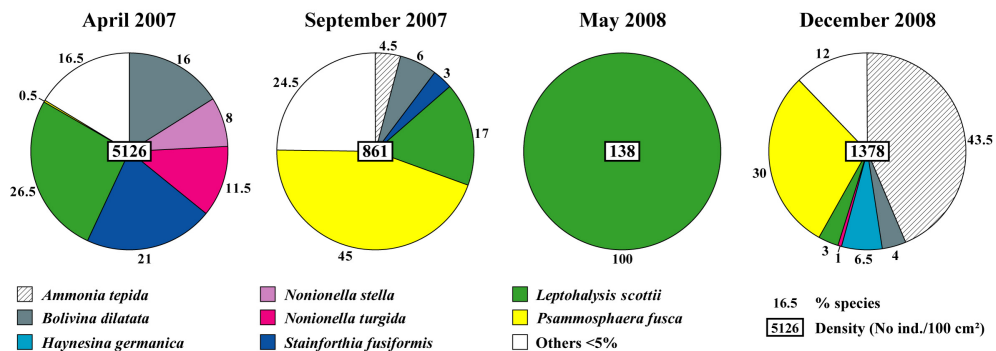 April 2007
September 2007
May 2008
December 2008
16.5
16
0.5
8
5126
26.5
11.5
21
4.5
6
3
24.5
17
861
45
138
100
12
43.5
1378
30
3
1
6.5
4
Ammonia tepida
Bolivina dilatata
Haynesina germanica
Nonionella stella
Nonionella turgida
Stainforthia fusiformis
Leptohalysis scottii
Psammosphaera fusca
Others <5%
16.5 % species
5126 Density (No ind./100 cm²)